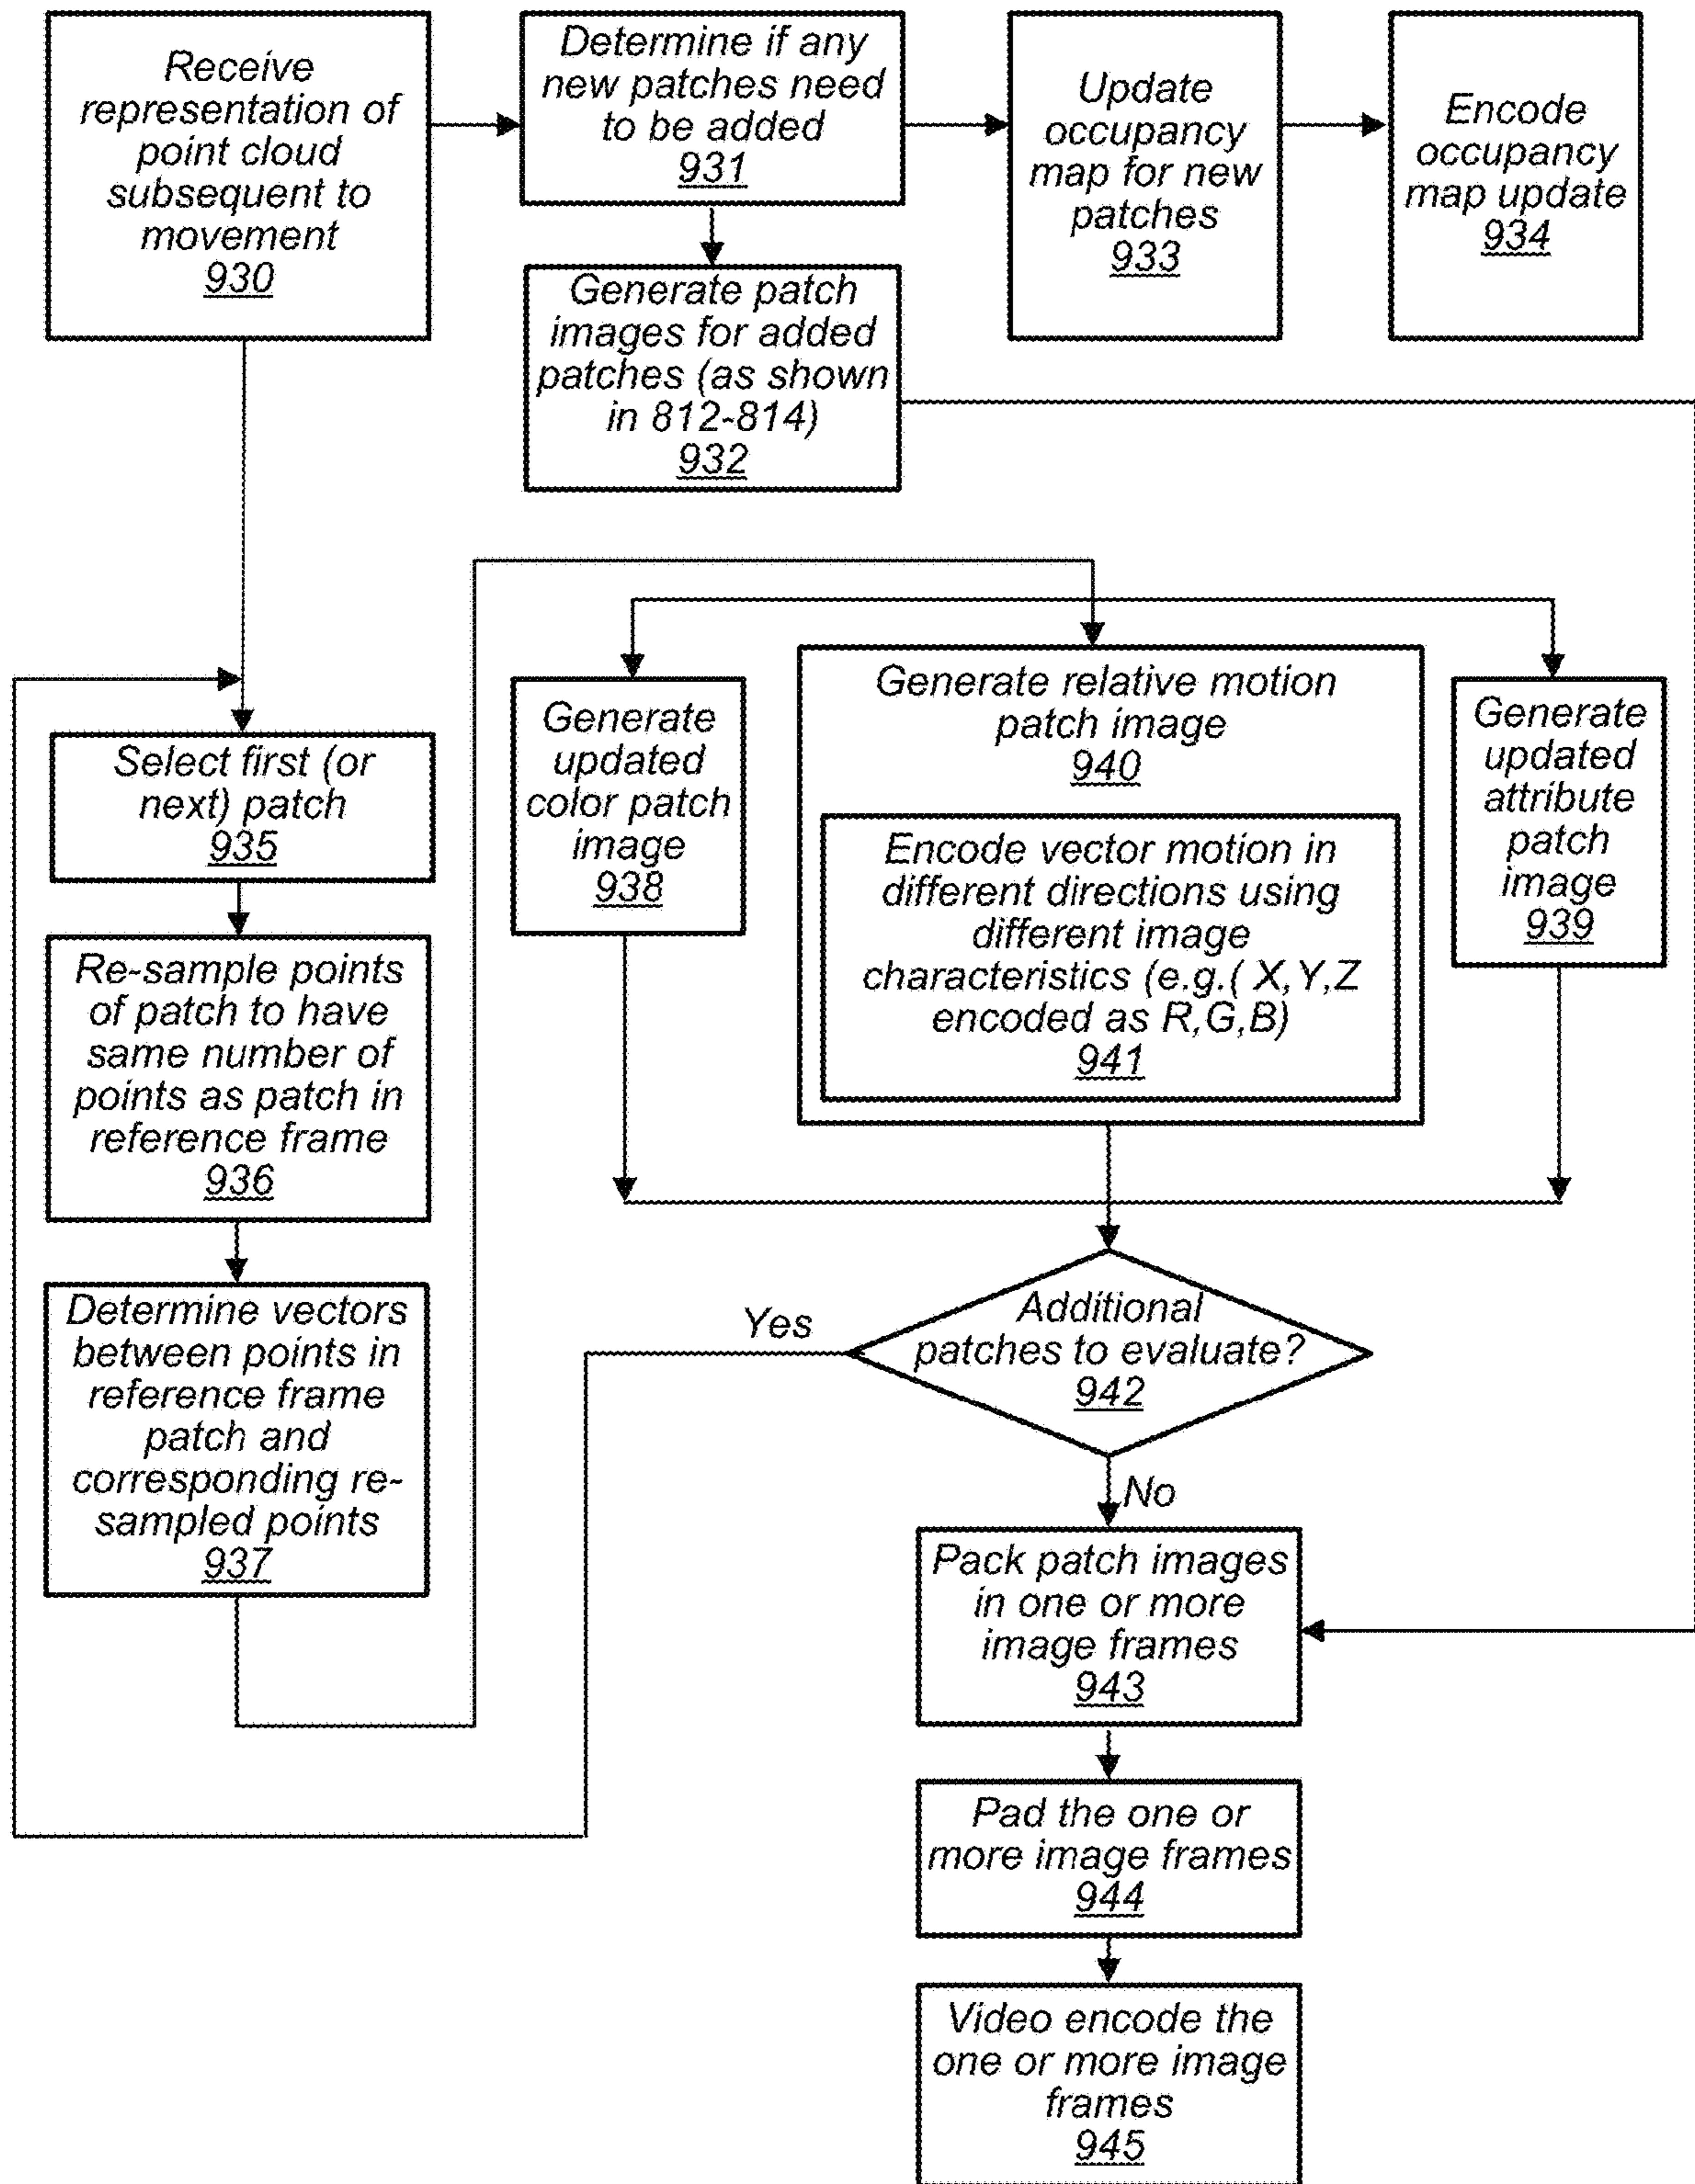 Receive
representation of
point cloud
subsequent to
movement
930
Determine if any
new patches need
to be added
931
Update
occupancy
map for new
patches
933
Encode
occupancy
map update
934
Generate patch
images for added
patches (as shown
in 812-814)
932
Select first (or
next) patch
935
Re-sample points
of patch to have
same number of
points as patch in
reference frame
936
Determine vectors
between points in
reference frame
patch and
corresponding re-
sampled points
937
Generate
updated
color patch
image
938
Generate relative motion
patch image
940
Encode vector motion in
different directions using
different image
characteristics (e.g.( X,Y,Z
encoded as R,G,B)
941
Generate
updated
attribute
patch
image
939
Additional
patches to evaluate?
942
Yes
No
Pack patch images
in one or more
image frames
943
Pad the one or
more image frames
944
Video encode the
one or more image
frames
945